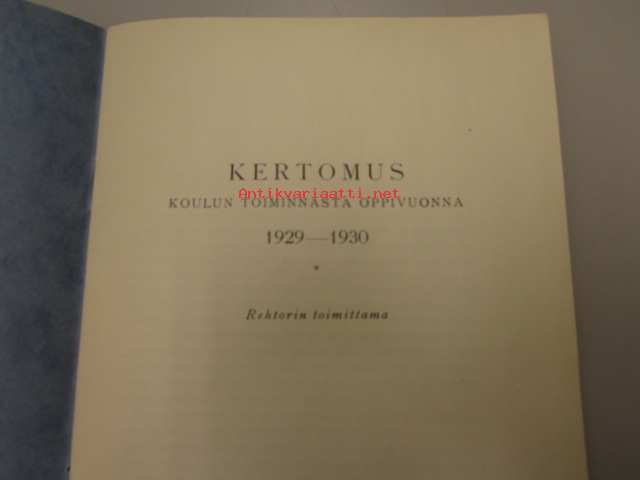 KERTOMUS
Antikvariaatti.net
KOULUN TOIMINNASTA OPPIVUONNA
1929—1930
*
Rehtorin toimittama